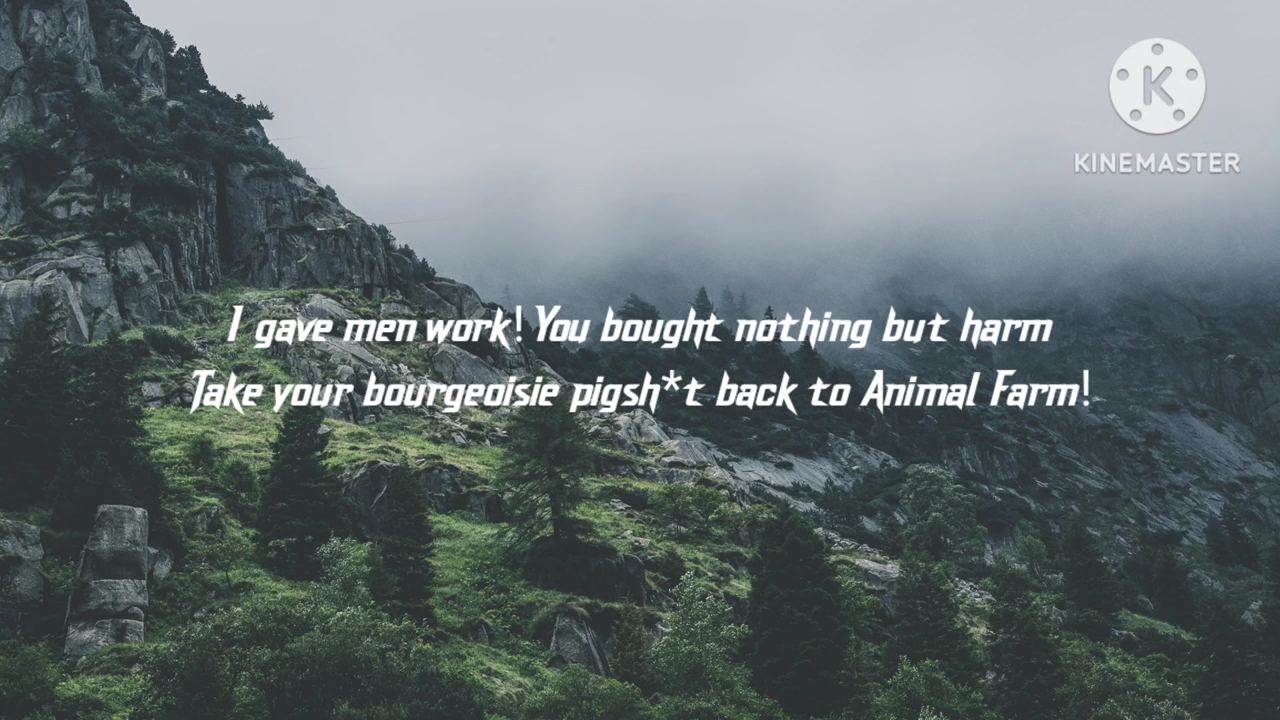 KINEMASTER
I gave men work! You bought nothing but harm
Take your bourgeoisie pigsh*t back to Animal Farm!